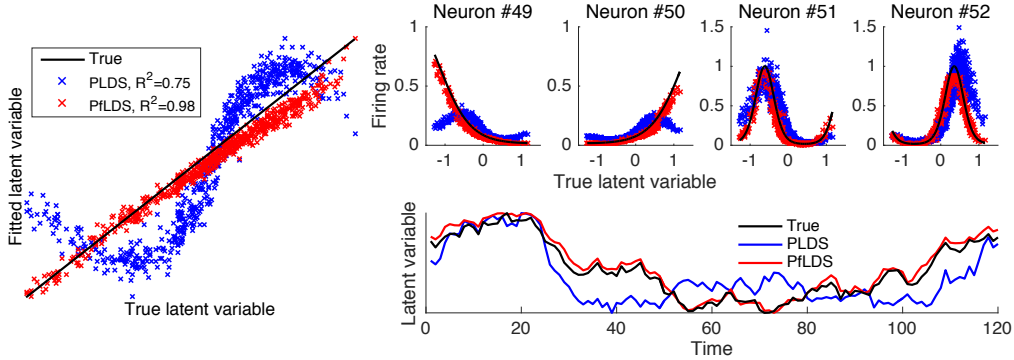 True
PLDS, R²=0.75
PfLDS, R²=0.98
Fitted latent variable
True latent variable
Neuron #49 Neuron #50 Neuron #51 Neuron #52
Firing rate
1 1 1.5 1.5
1 1
0.5 0.5
0.5 0.5
0 0 0 0
-1 0 1 -1 0 1 -1 0 1 -1 0 1
True latent variable
Latent variable
True
PLDS
PfLDS
0 20 40 60 80 100 120
Time